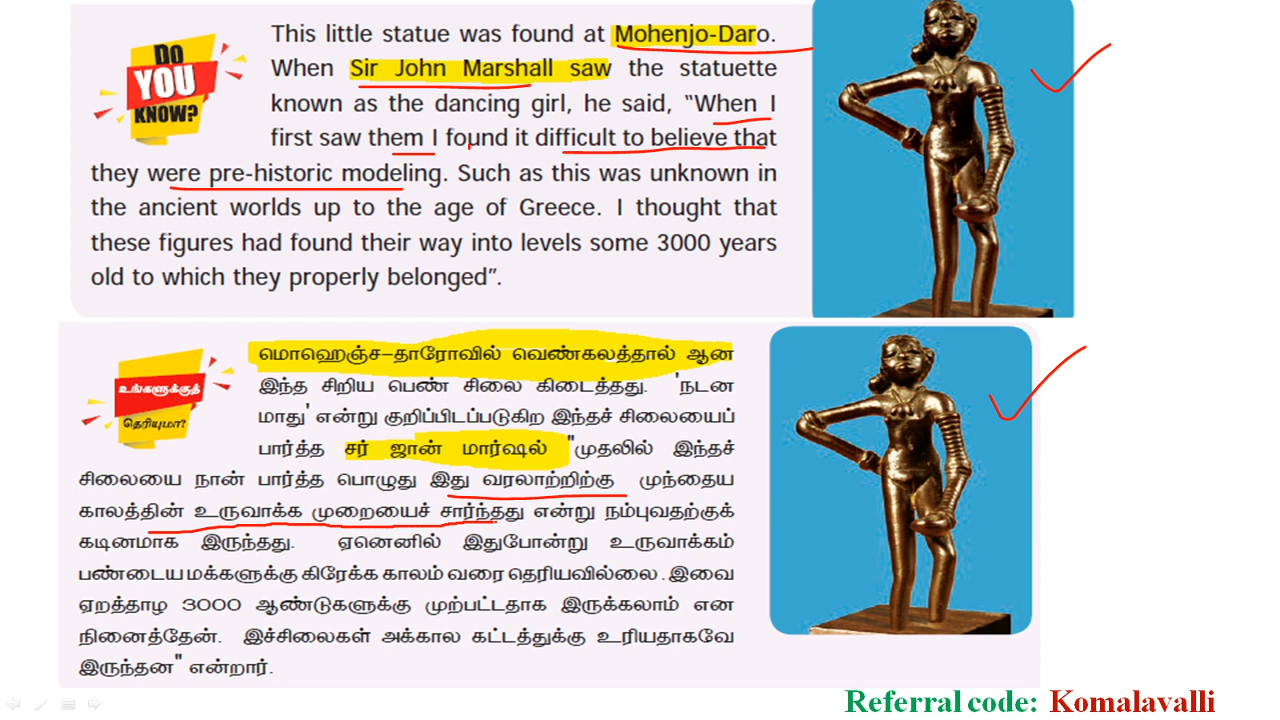 DO
YOU
KNOW?
This little statue was found at Mohenjo-Daro.
When Sir John Marshall saw the statuette
known as the dancing girl, he said, “When I
first saw them I found it difficult to believe that
they were pre-historic modeling. Such as this was unknown in
the ancient worlds up to the age of Greece. I thought that
these figures had found their way into levels some 3000 years
old to which they properly belonged”.
உங்களுக்குத்
தெரியுமா?
மொஹெஞ்ச-தாரோவில் வெண்கலத்தால் ஆன
இந்த சிறிய பெண் சிலை கிடைத்தது. 'நடன
மாது' என்று குறிப்பிடப்படுகிற இந்தச் சிலையைப்
பார்த்த சர் ஜான் மார்ஷல் "முதலில் இந்தச்
சிலையை நான் பார்த்த பொழுது இது வரலாற்றிற்கு முந்தைய
காலத்தின் உருவாக்க முறையைச் சார்ந்தது என்று நம்புவதற்குக்
கடினமாக இருந்தது. ஏனெனில் இதுபோன்று உருவாக்கம்
பண்டைய மக்களுக்கு கிரேக்க காலம் வரை தெரியவில்லை. இவை
ஏறத்தாழ 3000 ஆண்டுகளுக்கு முற்பட்டதாக இருக்கலாம் என
நினைத்தேன். இச்சிலைகள் அக்கால கட்டத்துக்கு உரியதாகவே
இருந்தன" என்றார்.
Referral code: Komalavalli